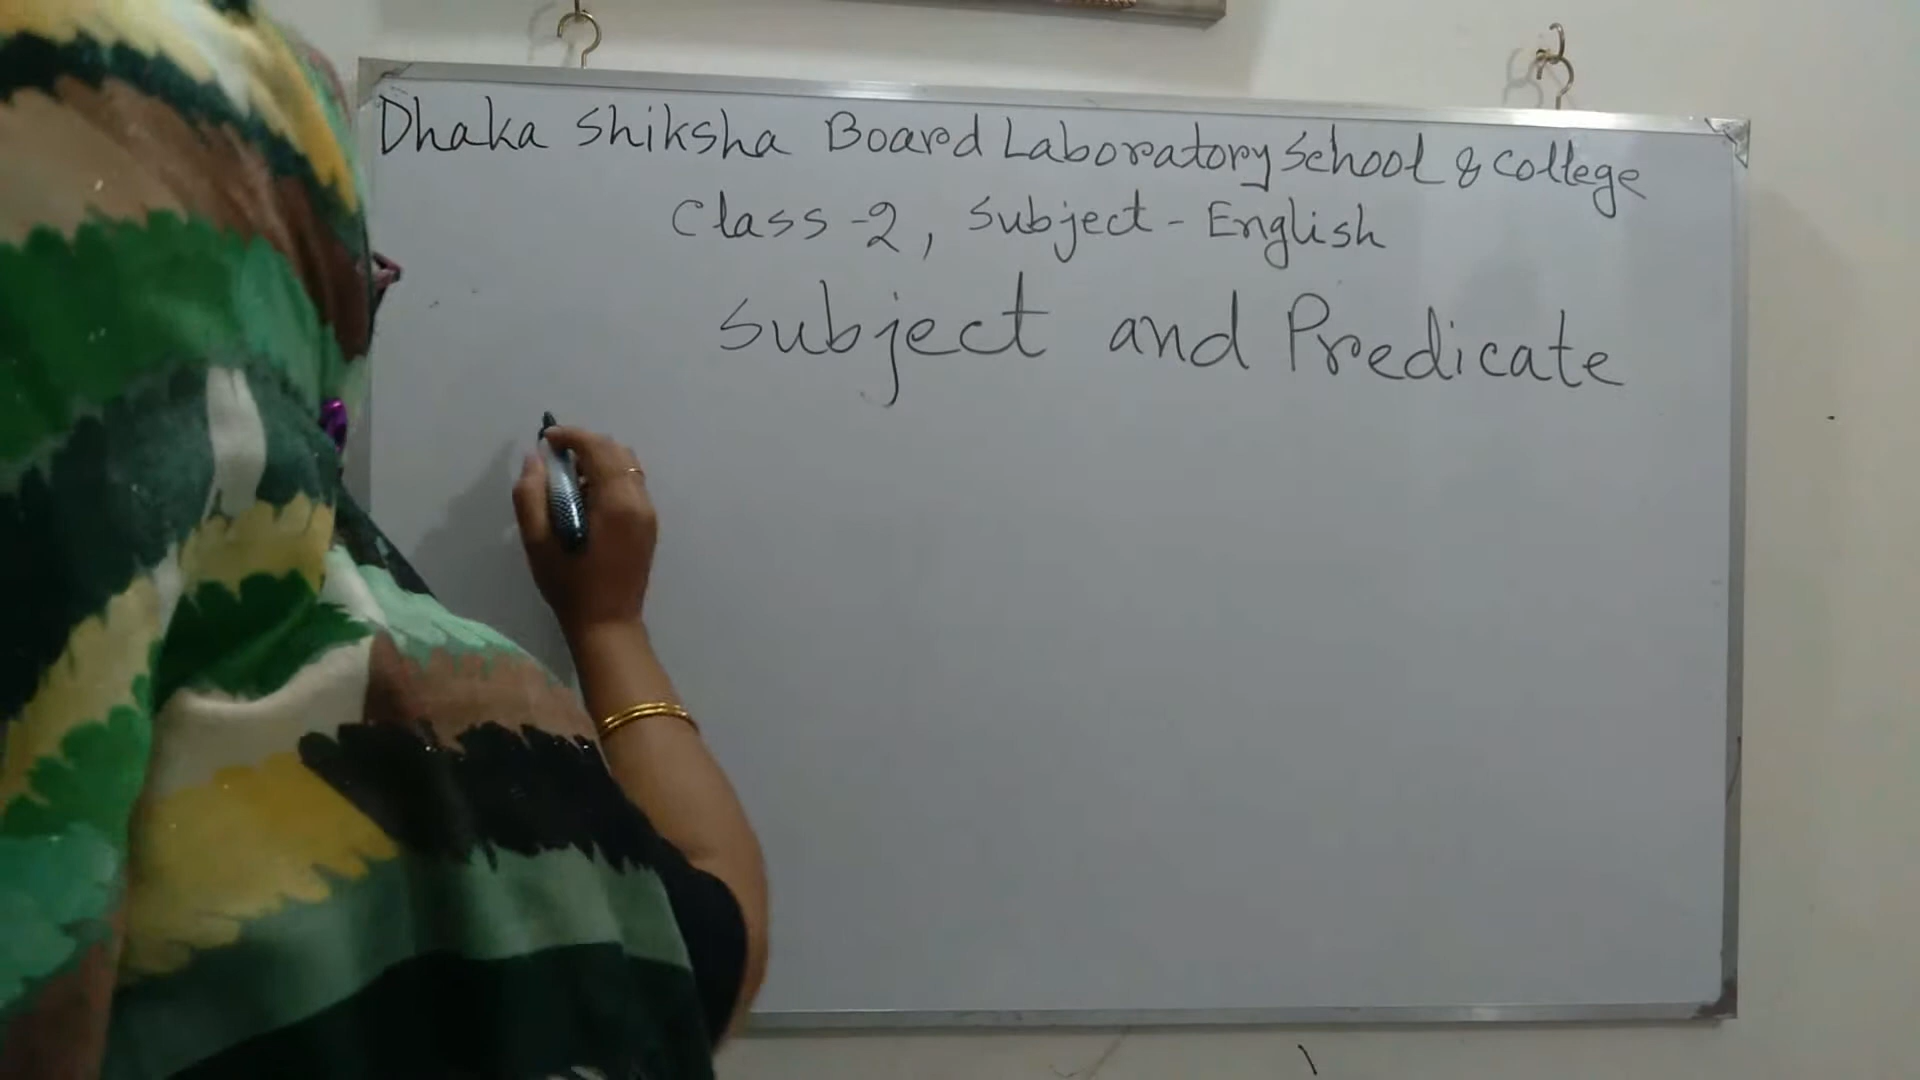 Dhaka Shiksha Board Laboratory School & College
Class-2, Subject-English
Subject and Predicate